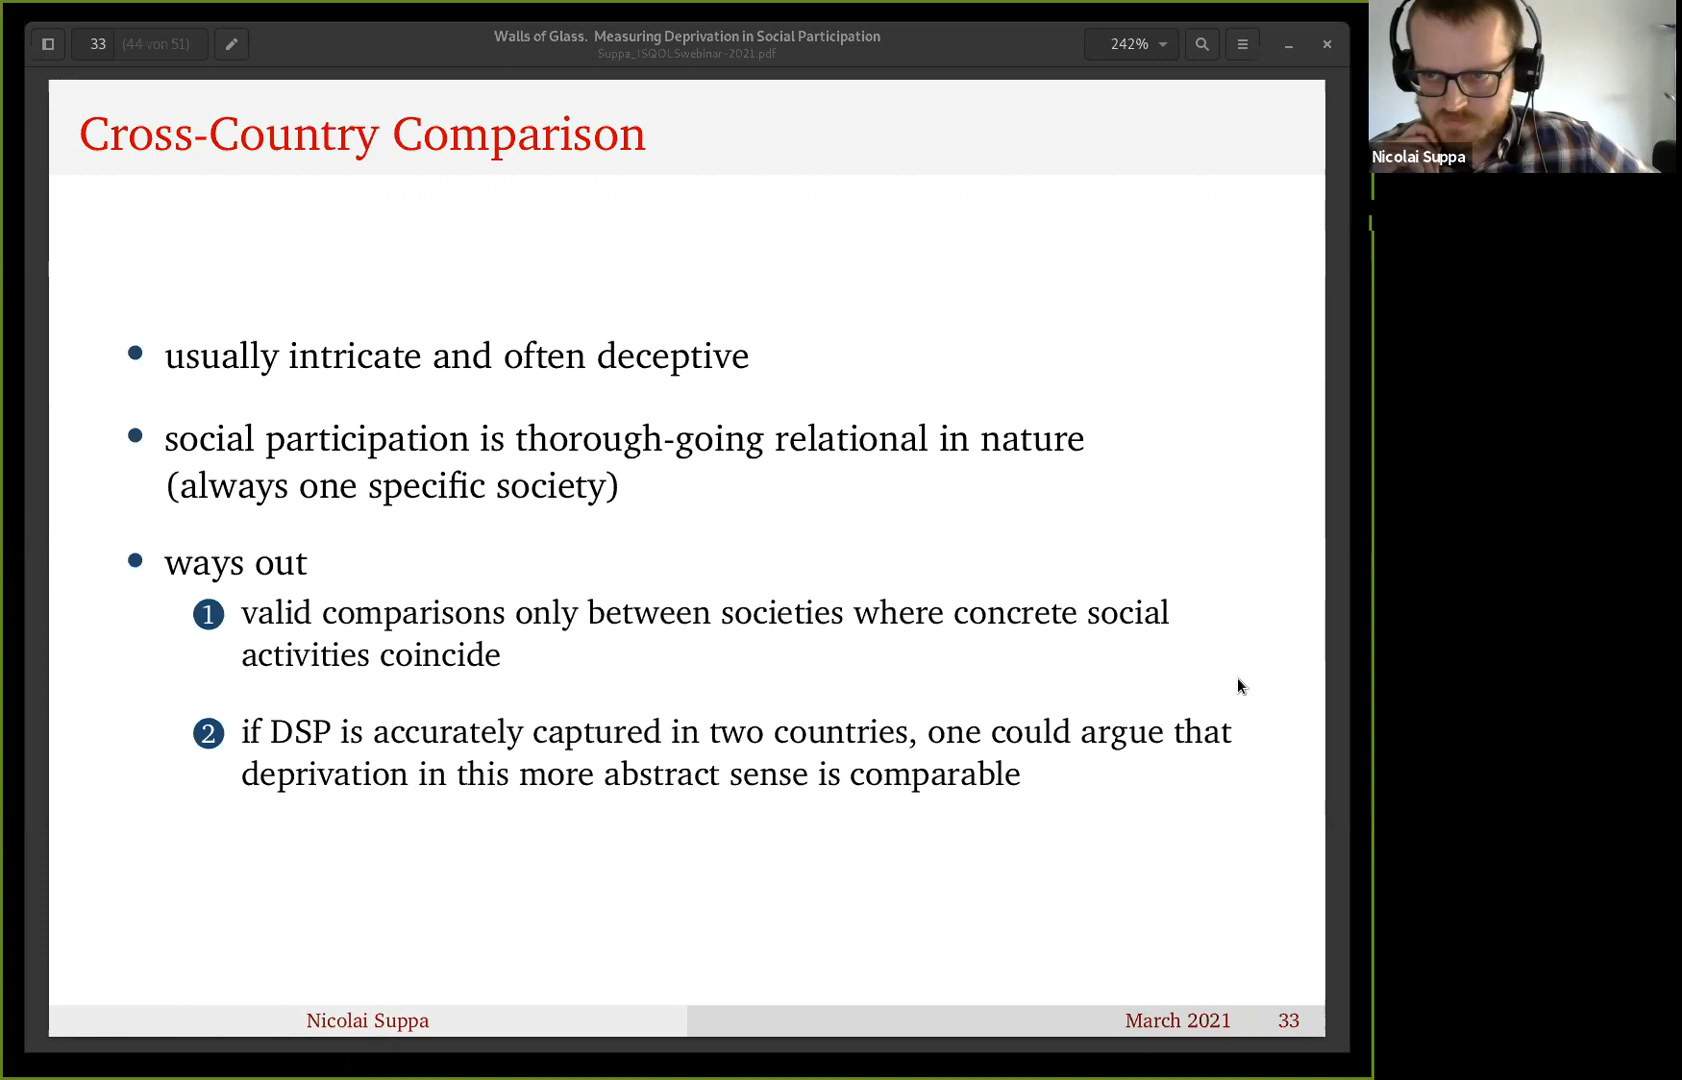 33 (44 von 51)
Walls of Glass. Measuring Deprivation in Social Participation
Suppa_ISQOLSwebinar-2021.pdf
242%
Cross-Country Comparison
usually intricate and often deceptive
social participation is thorough-going relational in nature
(always one specific society)
ways out
1 valid comparisons only between societies where concrete social
activities coincide
2 if DSP is accurately captured in two countries, one could argue that
deprivation in this more abstract sense is comparable
Nicolai Suppa
March 2021 33
Nicolai Suppa